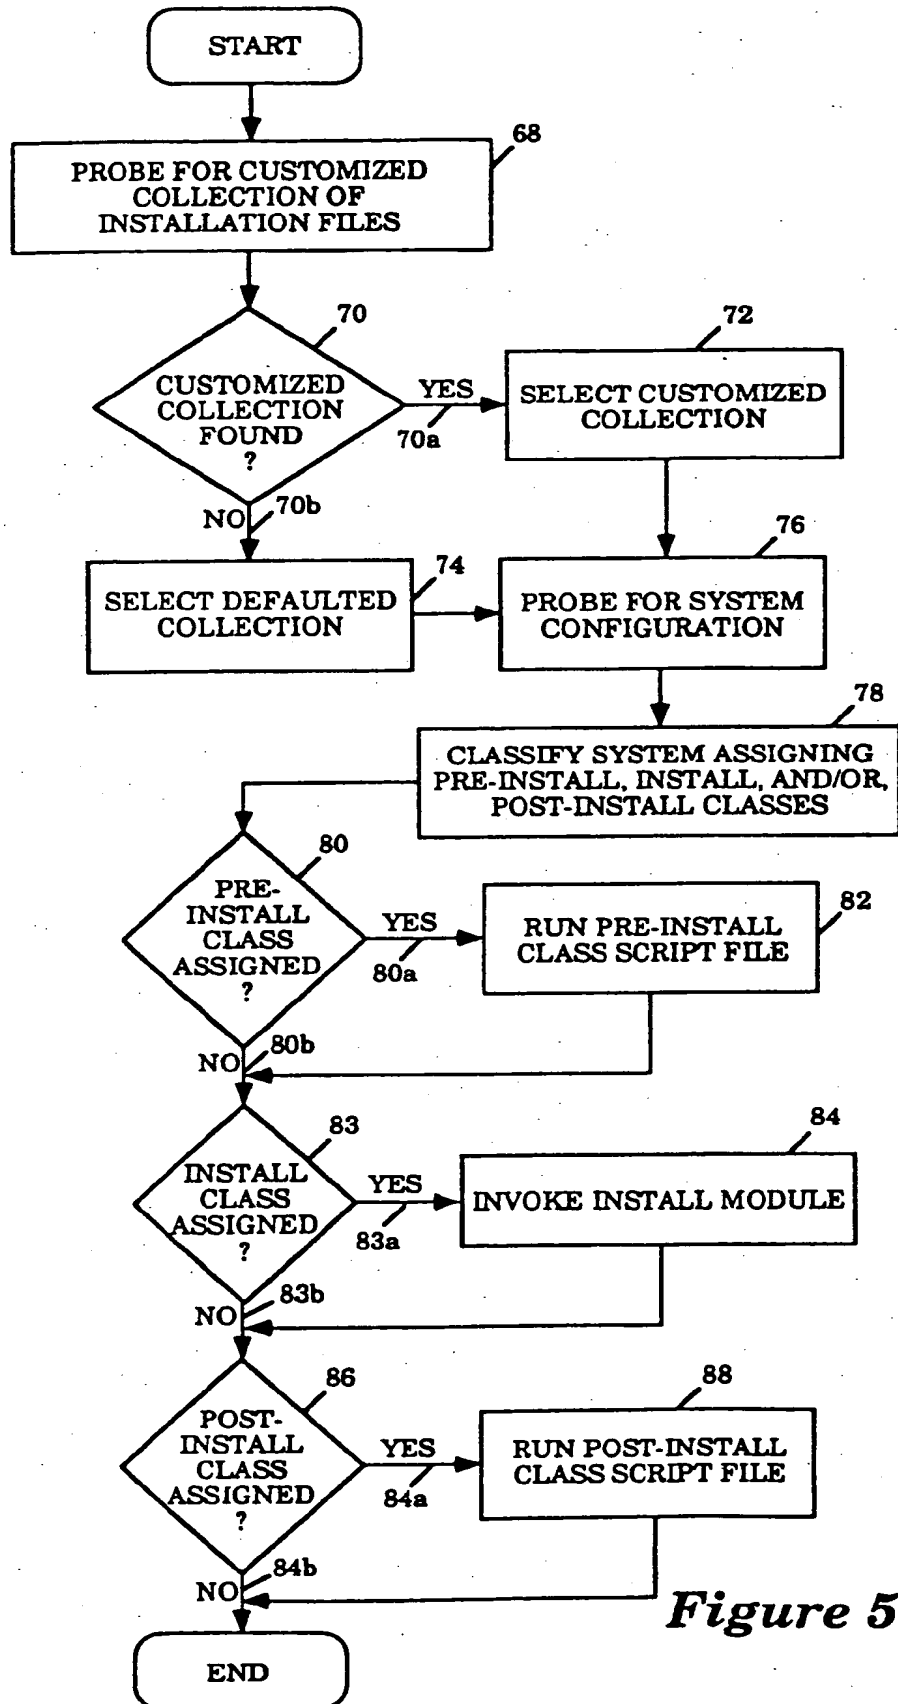 START
68
PROBE FOR CUSTOMIZED
COLLECTION OF
INSTALLATION FILES
70
CUSTOMIZED
COLLECTION
FOUND
?
YES
70a
72
SELECT CUSTOMIZED
COLLECTION
NO
70b
74
SELECT DEFAULTED
COLLECTION
76
PROBE FOR SYSTEM
CONFIGURATION
78
CLASSIFY SYSTEM ASSIGNING
PRE-INSTALL, INSTALL, AND/OR,
POST-INSTALL CLASSES
80
PRE-
INSTALL
CLASS
ASSIGNED
?
YES
80a
82
RUN PRE-INSTALL
CLASS SCRIPT FILE
NO
80b
83
INSTALL
CLASS
ASSIGNED
?
YES
83a
84
INVOKE INSTALL MODULE
NO
83b
86
POST-
INSTALL
CLASS
ASSIGNED
?
YES
84a
88
RUN POST-INSTALL
CLASS SCRIPT FILE
NO
84b
END
Figure 5